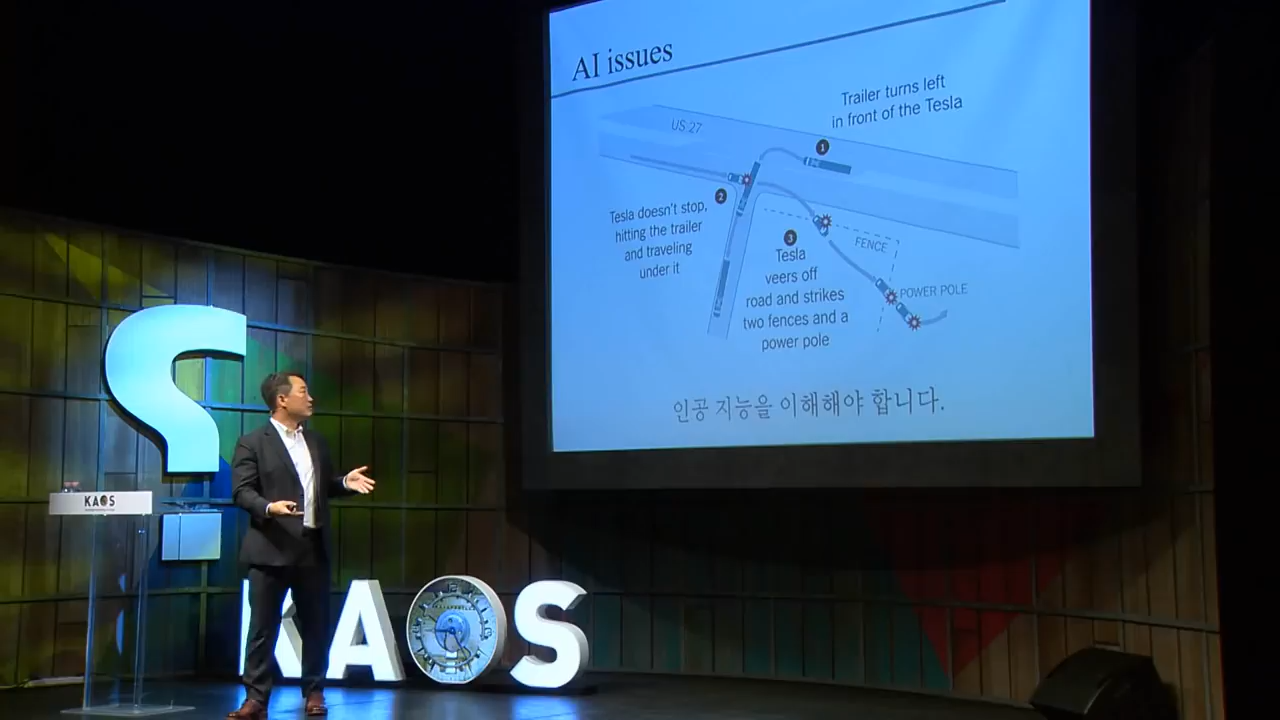 AI issues
US 27
Trailer turns left
in front of the Tesla
1
2
Tesla doesn't stop,
hitting the trailer
and traveling
under it
3
Tesla
veers off
road and strikes
two fences and a
power pole
FENCE
POWER POLE
인공 지능을 이해해야 합니다.
?
KAOS
KAOS